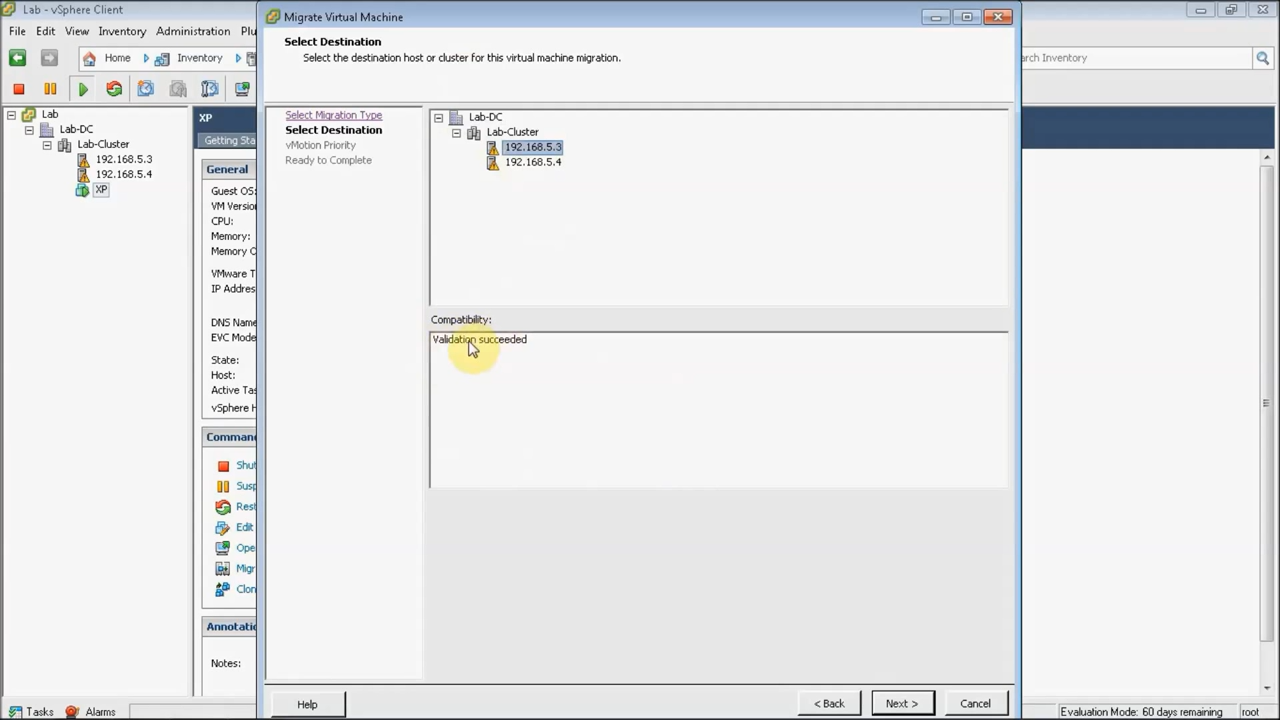 Lab - vSphere Client
File Edit View Inventory Administration Plu
Home Inventory
Search Inventory
Lab
Lab-DC
Lab-Cluster
192.168.5.3
192.168.5.4
XP
XP
Getting Sta
General
Guest OS:
VM Version
CPU:
Memory:
Memory O
VMware T
IP Address
DNS Name
EVC Mode
State:
Host:
Active Tas
vSphere H
Command
Shut
Susp
Rest
Edit
Ope
Migr
Clon
Annotatio
Notes:
Migrate Virtual Machine
Select Destination
Select the destination host or cluster for this virtual machine migration.
Select Migration Type
Select Destination
vMotion Priority
Ready to Complete
Lab-DC
Lab-Cluster
192.168.5.3
192.168.5.4
Compatibility:
Validation succeeded
Help < Back Next > Cancel
Tasks Alarms Evaluation Mode: 60 days remaining root